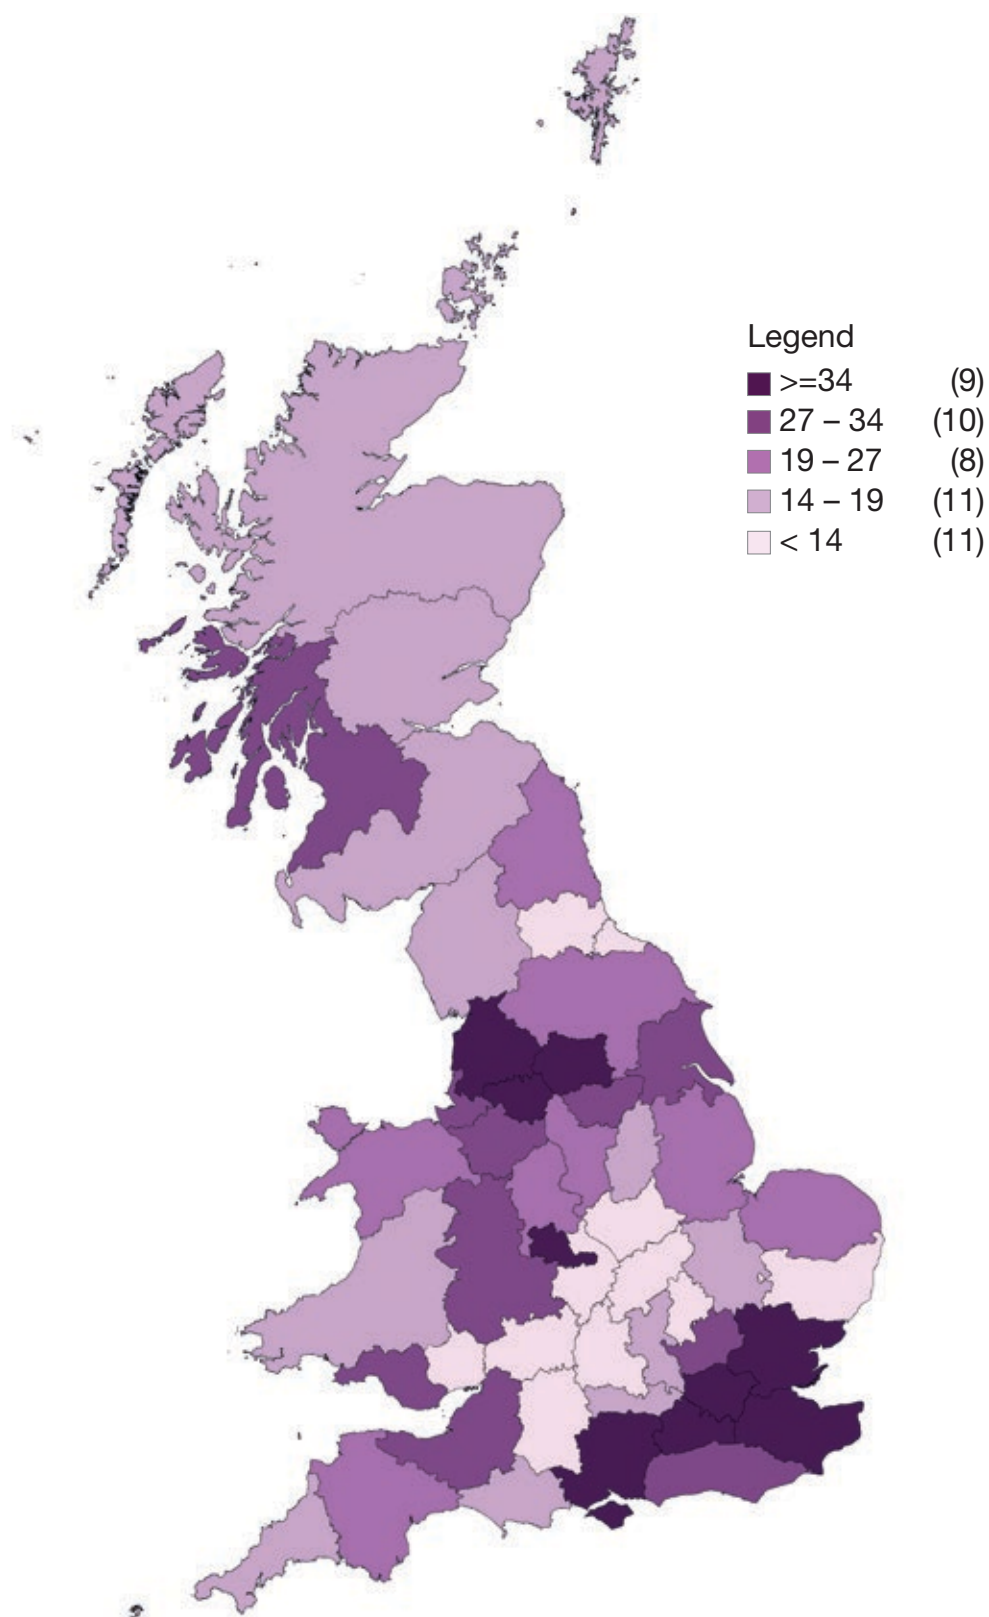 Legend
>=34 (9)
27 – 34 (10)
19 – 27 (8)
14 – 19 (11)
< 14 (11)